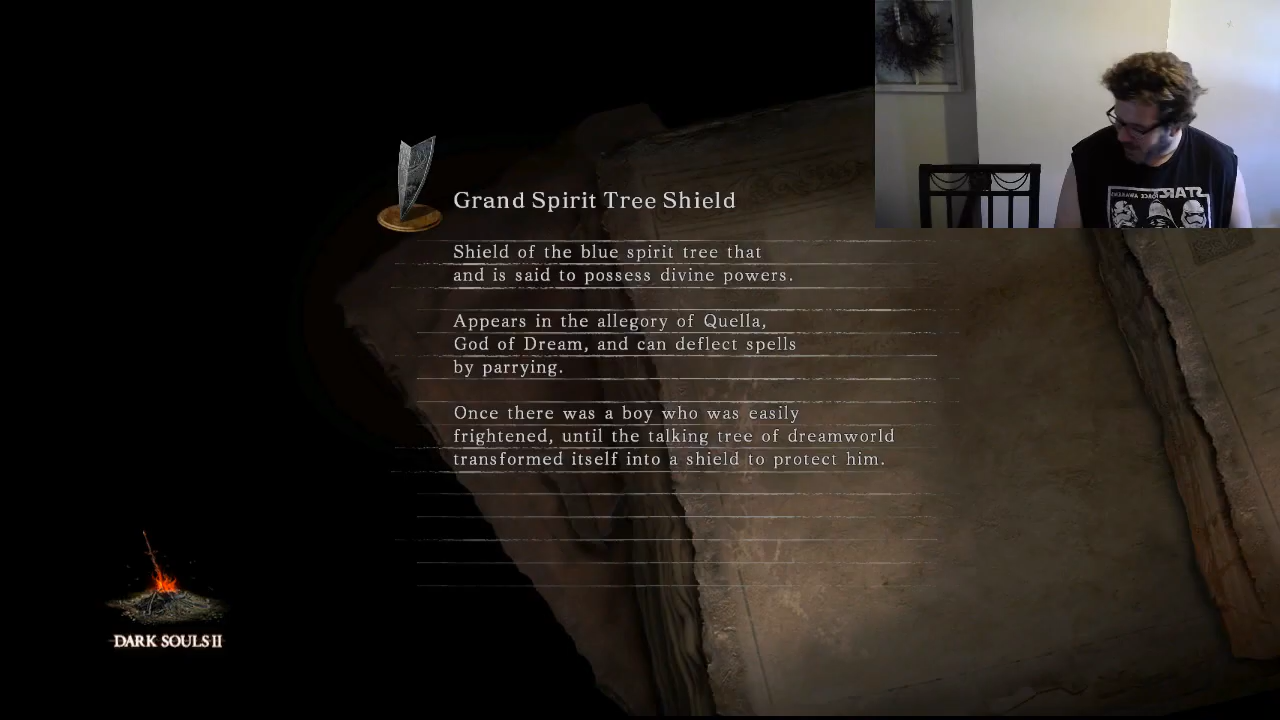 Grand Spirit Tree Shield
Shield of the blue spirit tree that
and is said to possess divine powers.
Appears in the allegory of Quella,
God of Dream, and can deflect spells
by parrying.
Once there was a boy who was easily
frightened, until the talking tree of dreamworld
transformed itself into a shield to protect him.
DARK SOULS II
STAR
FORCE AWAKENS